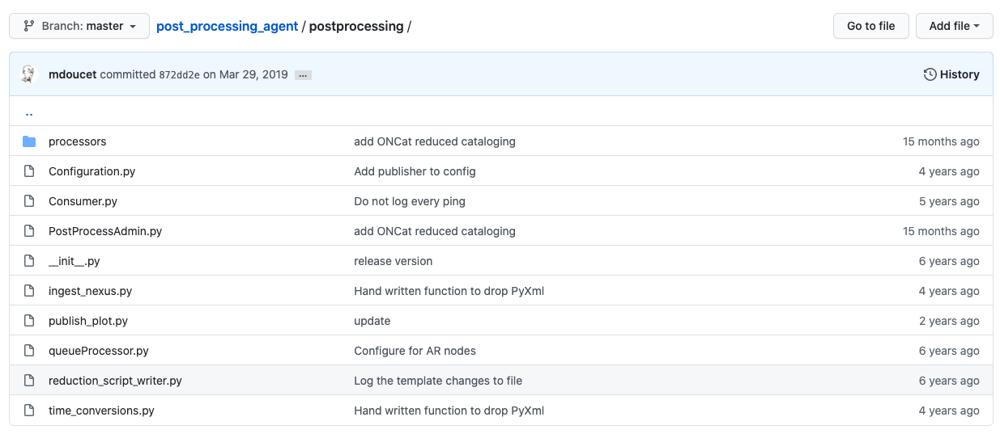 Branch: master post_processing_agent / postprocessing / Go to file Add file
mdoucet committed 872dd2e on Mar 29, 2019 ... History
..
processors add ONCat reduced cataloging 15 months ago
Configuration.py Add publisher to config 4 years ago
Consumer.py Do not log every ping 5 years ago
PostProcessAdmin.py add ONCat reduced cataloging 15 months ago
__init__.py release version 6 years ago
ingest_nexus.py Hand written function to drop PyXml 4 years ago
publish_plot.py update 2 years ago
queueProcessor.py Configure for AR nodes 6 years ago
reduction_script_writer.py Log the template changes to file 6 years ago
time_conversions.py Hand written function to drop PyXml 4 years ago